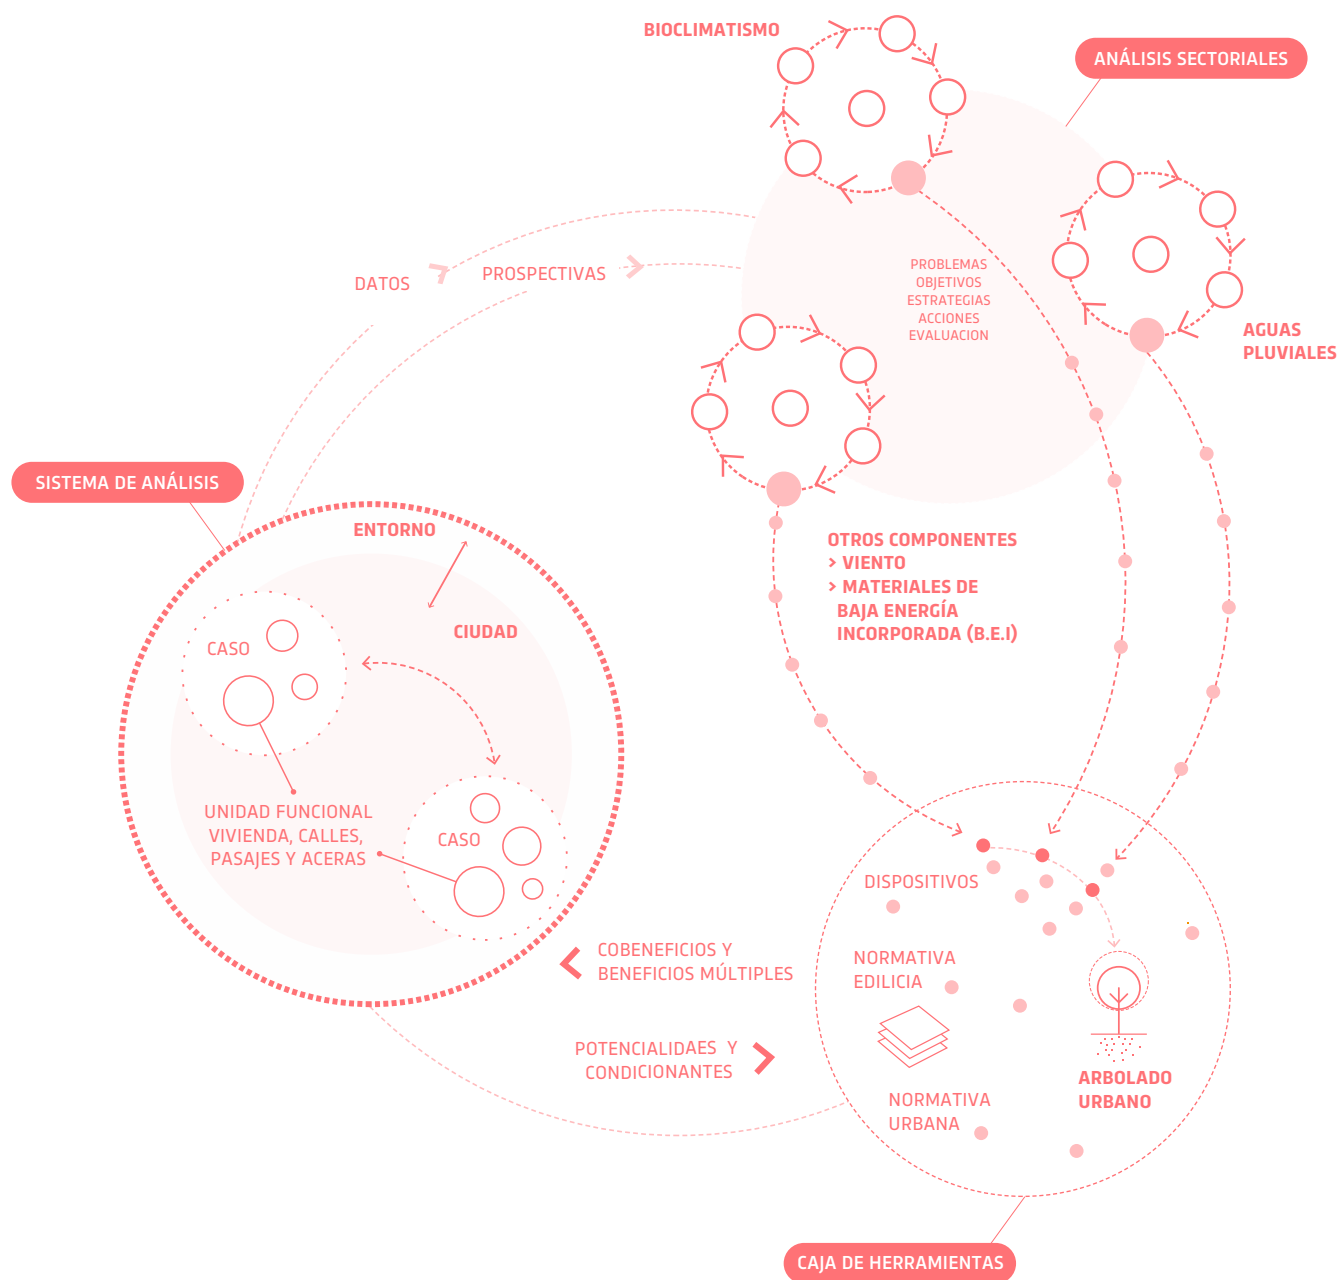 BIOCLIMATISMO
ANÁLISIS SECTORIALES
DATOS
PROSPECTIVAS
PROBLEMAS
OBJETIVOS
ESTRATEGIAS
ACCIONES
EVALUACION
AGUAS
PLUVIALES
SISTEMA DE ANÁLISIS
ENTORNO
CIUDAD
CASO
OTROS COMPONENTES
> VIENTO
> MATERIALES DE
BAJA ENERGÍA
INCORPORADA (B.E.I)
UNIDAD FUNCIONAL
VIVIENDA, CALLES,
PASAJES Y ACERAS
CASO
DISPOSITIVOS
COBENEFICIOS Y
BENEFICIOS MÚLTIPLES
NORMATIVA
EDILICIA
POTENCIALIDAES Y
CONDICIONANTES
NORMATIVA
URBANA
ARBOLADO
URBANO
CAJA DE HERRAMIENTAS